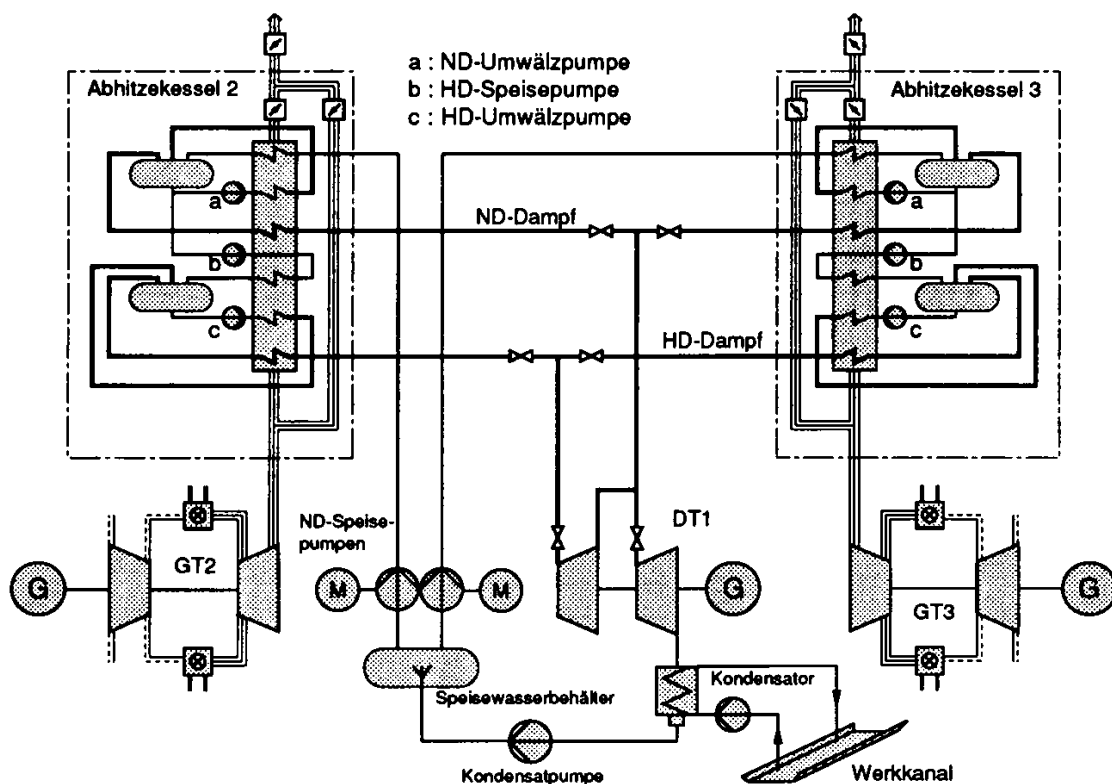 a : ND-Umwälzpumpe
Abhitzekessel 2
b : HD-Speisepumpe
Abhitzekessel 3
c : HD-Umwälzpumpe
a
a
ND-Dampf
b
b
c
c
HD-Dampf
ND-Speise-
pumpen
DT1
GT2
G
M
M
G
G
GT3
Speisewasserbehälter
Kondensator
Kondensatpumpe
Werkkanal